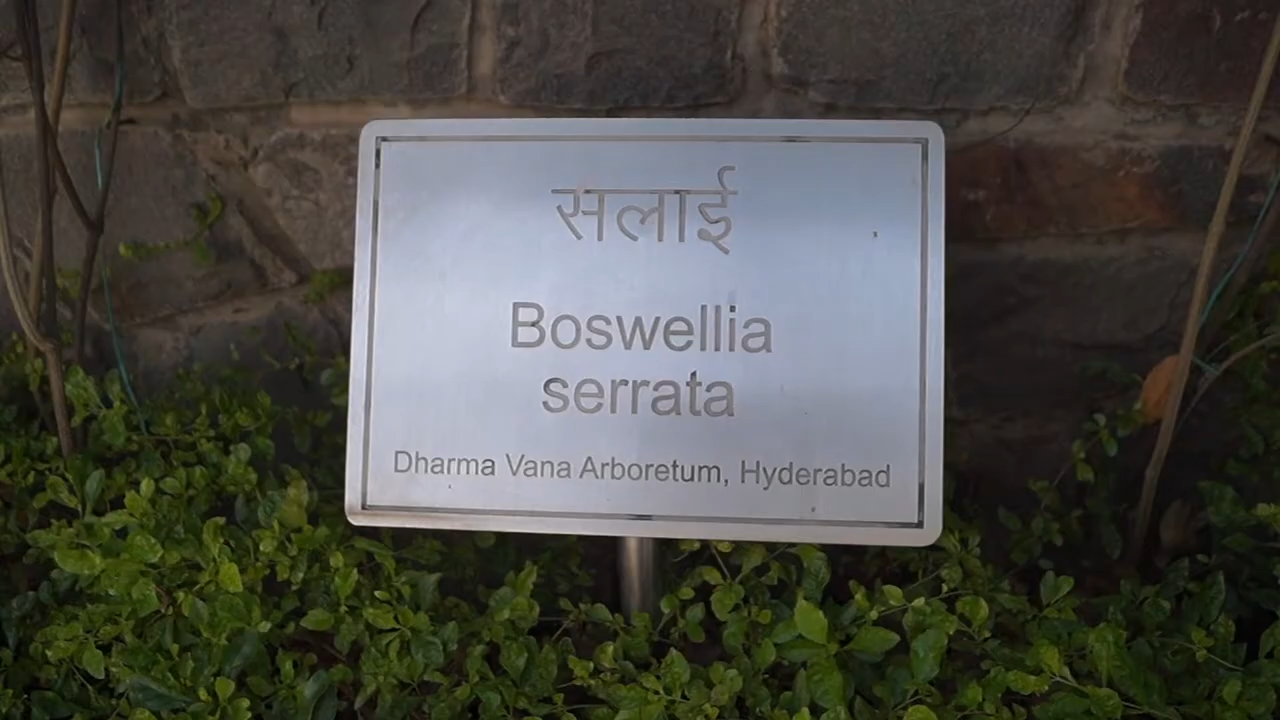 सलाई
Boswellia
serrata
Dharma Vana Arboretum, Hyderabad